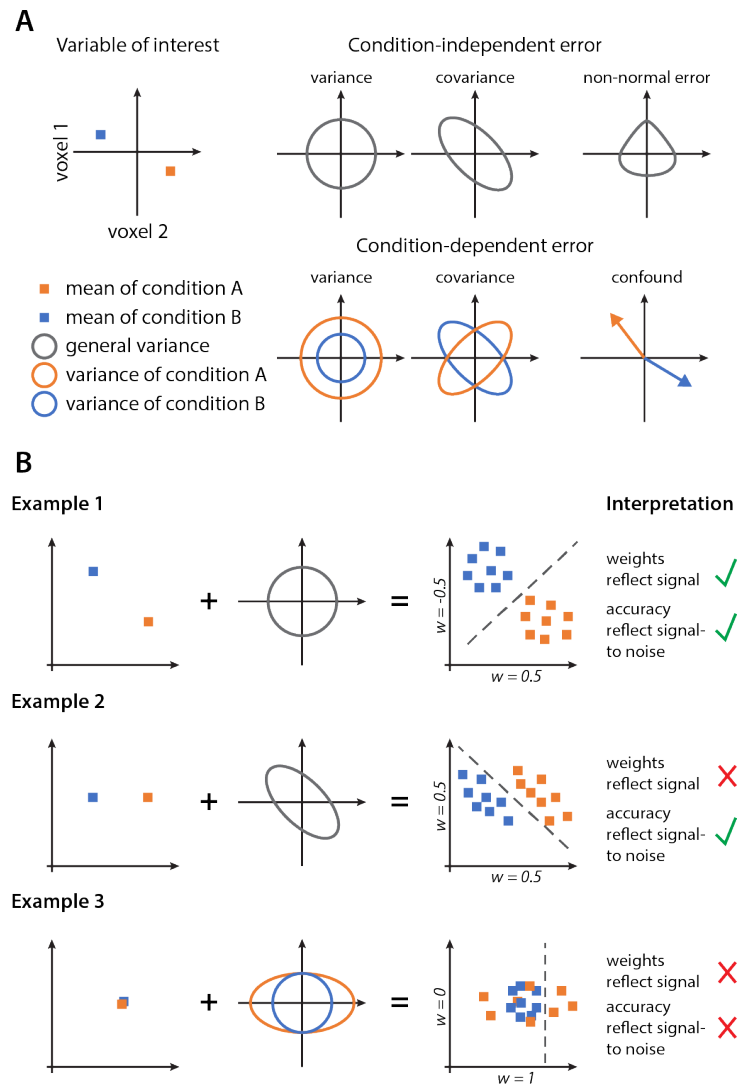 A
Variable of interest
Condition-independent error
variance
covariance
non-normal error
voxel 1
voxel 2
Condition-dependent error
variance
covariance
confound
mean of condition A
mean of condition B
general variance
variance of condition A
variance of condition B
B
Example 1
Interpretation
+
=
w = -0.5
w = 0.5
weights
reflect signal
accuracy
reflect signal-
to noise
Example 2
+
=
w = 0.5
w = 0.5
weights
reflect signal
accuracy
reflect signal-
to noise
Example 3
+
=
w = 0
w = 1
weights
reflect signal
accuracy
reflect signal-
to noise